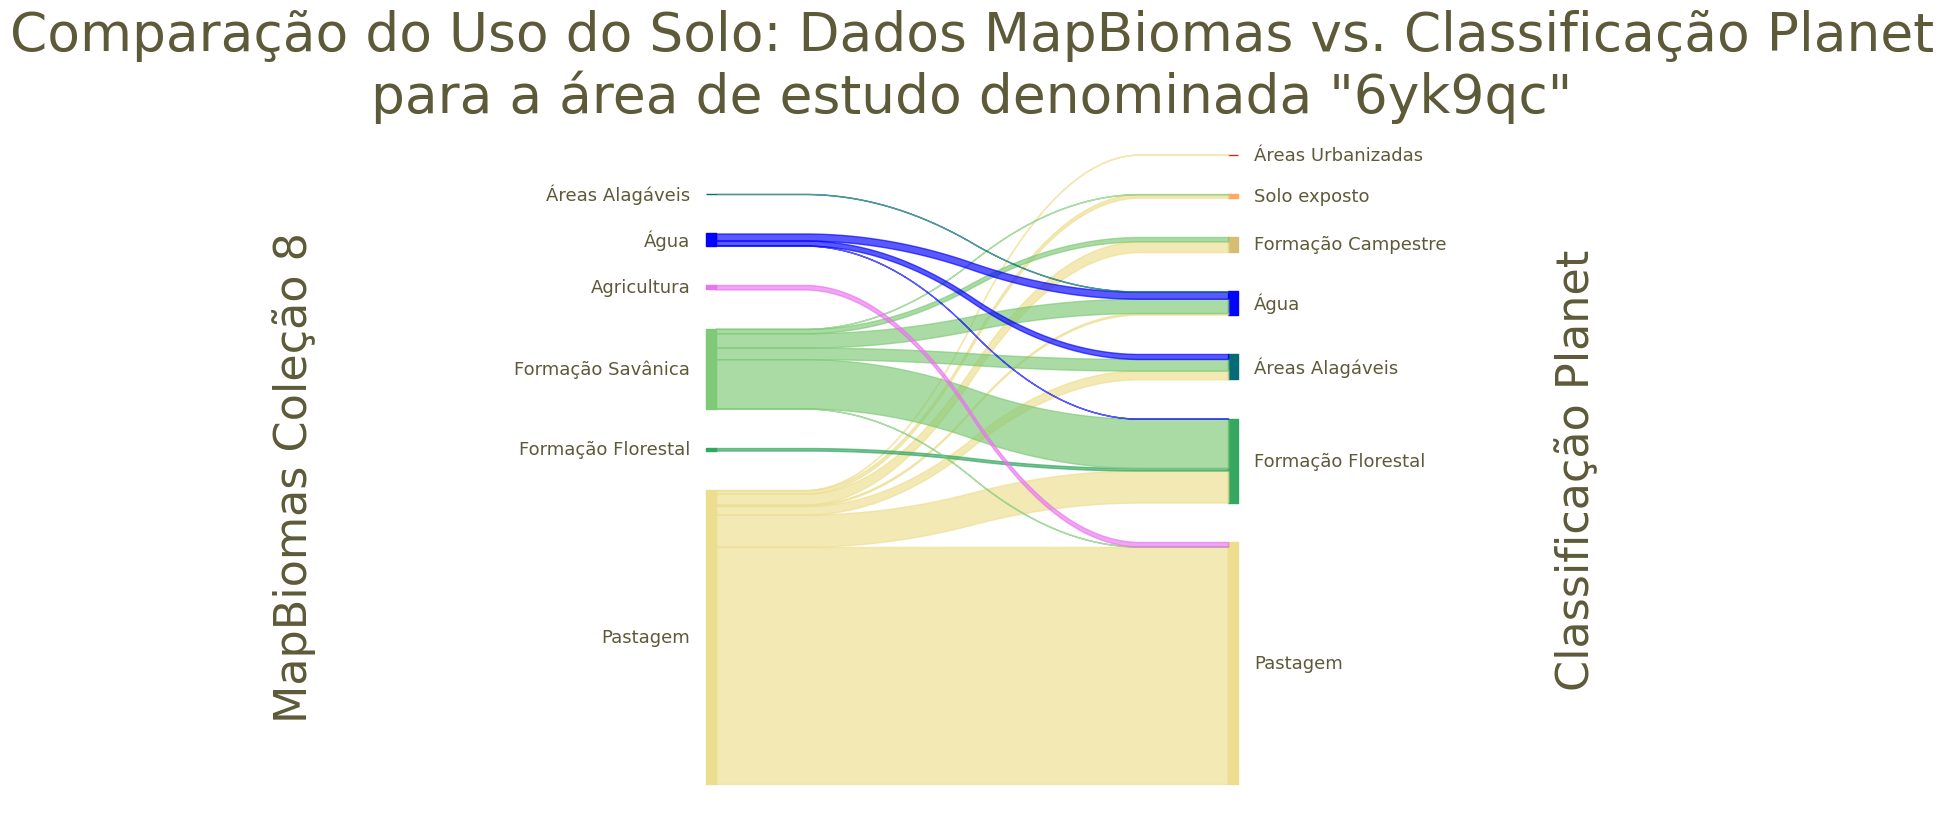 Comparação do Uso do Solo: Dados MapBiomas vs. Classificação Planet
para a área de estudo denominada "6yk9qc"
MapBiomas Coleção 8
Áreas Alagáveis
Água
Agricultura
Formação Savânica
Formação Florestal
Pastagem
Áreas Urbanizadas
Solo exposto
Formação Campestre
Água
Áreas Alagáveis
Formação Florestal
Pastagem
Classificação Planet